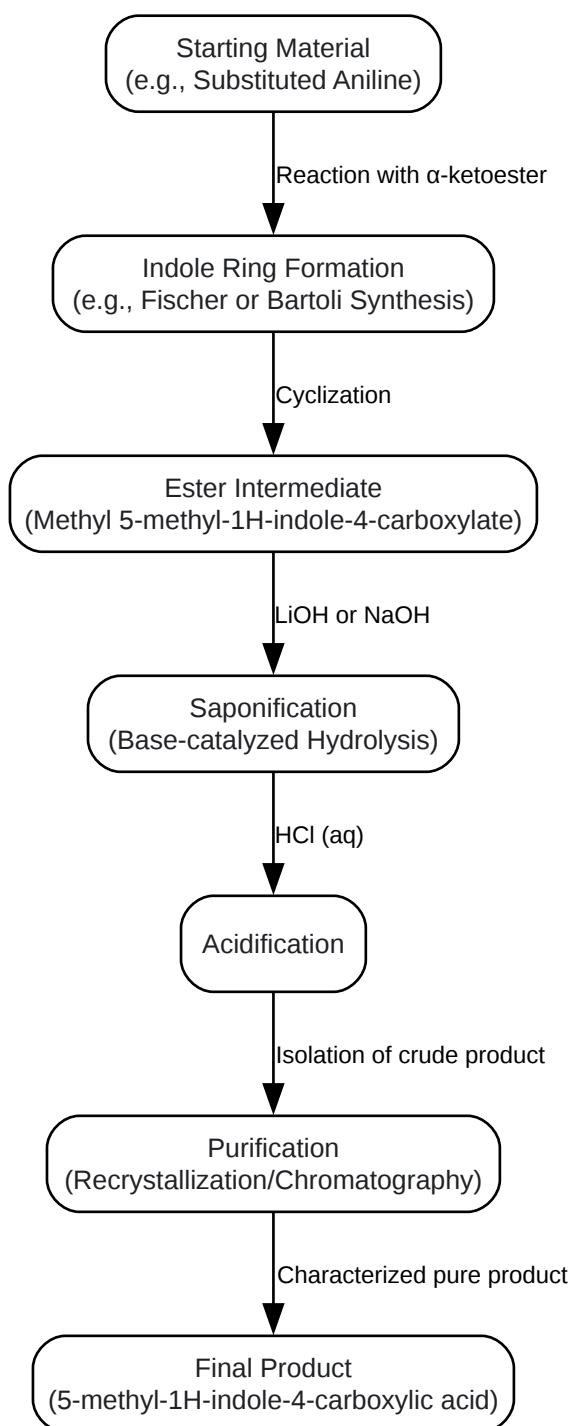 Starting Material
(e.g., Substituted Aniline)
Reaction with α-ketoester
Indole Ring Formation
(e.g., Fischer or Bartoli Synthesis)
Cyclization
Ester Intermediate
(Methyl 5-methyl-1H-indole-4-carboxylate)
LiOH or NaOH
Saponification
(Base-catalyzed Hydrolysis)
HCl (aq)
Acidification
Isolation of crude product
Purification
(Recrystallization/Chromatography)
Characterized pure product
Final Product
(5-methyl-1H-indole-4-carboxylic acid)